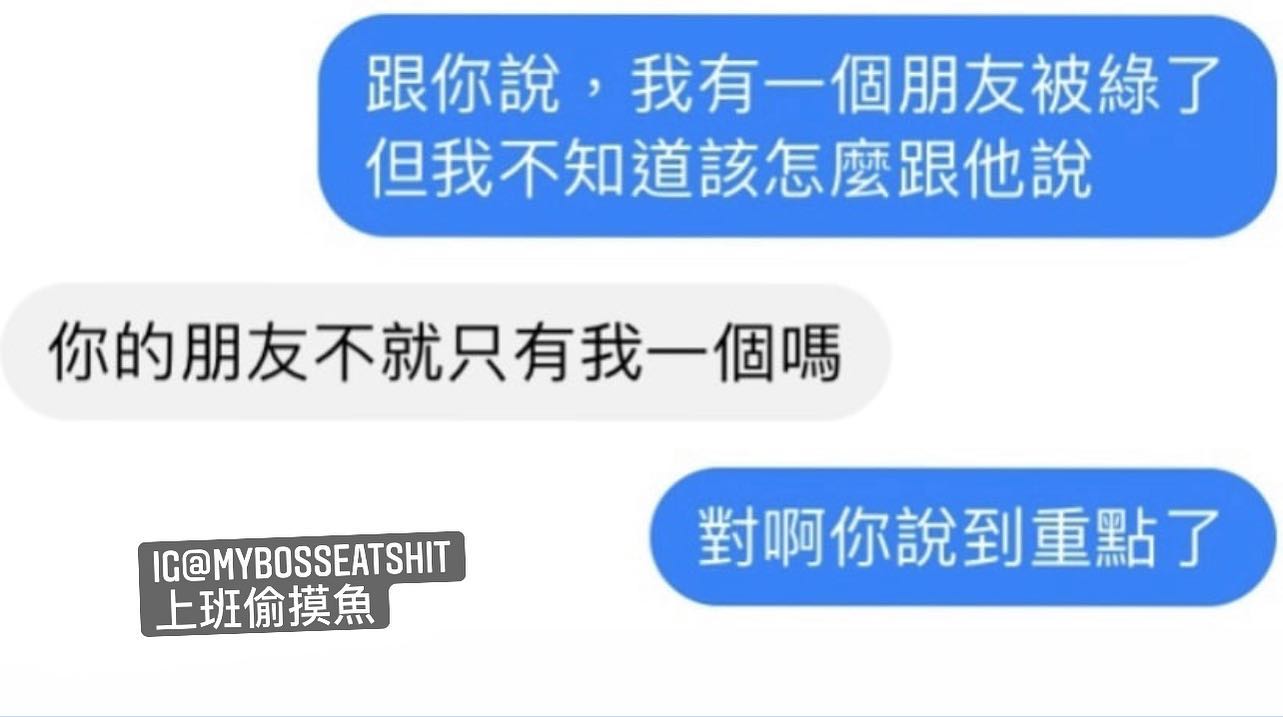 跟你說，我有一個朋友被綠了
但我不知道該怎麼跟他說
你的朋友不就只有我一個嗎
對啊你說到重點了
IG@MYBOSSEATSHIT
上班偷摸魚